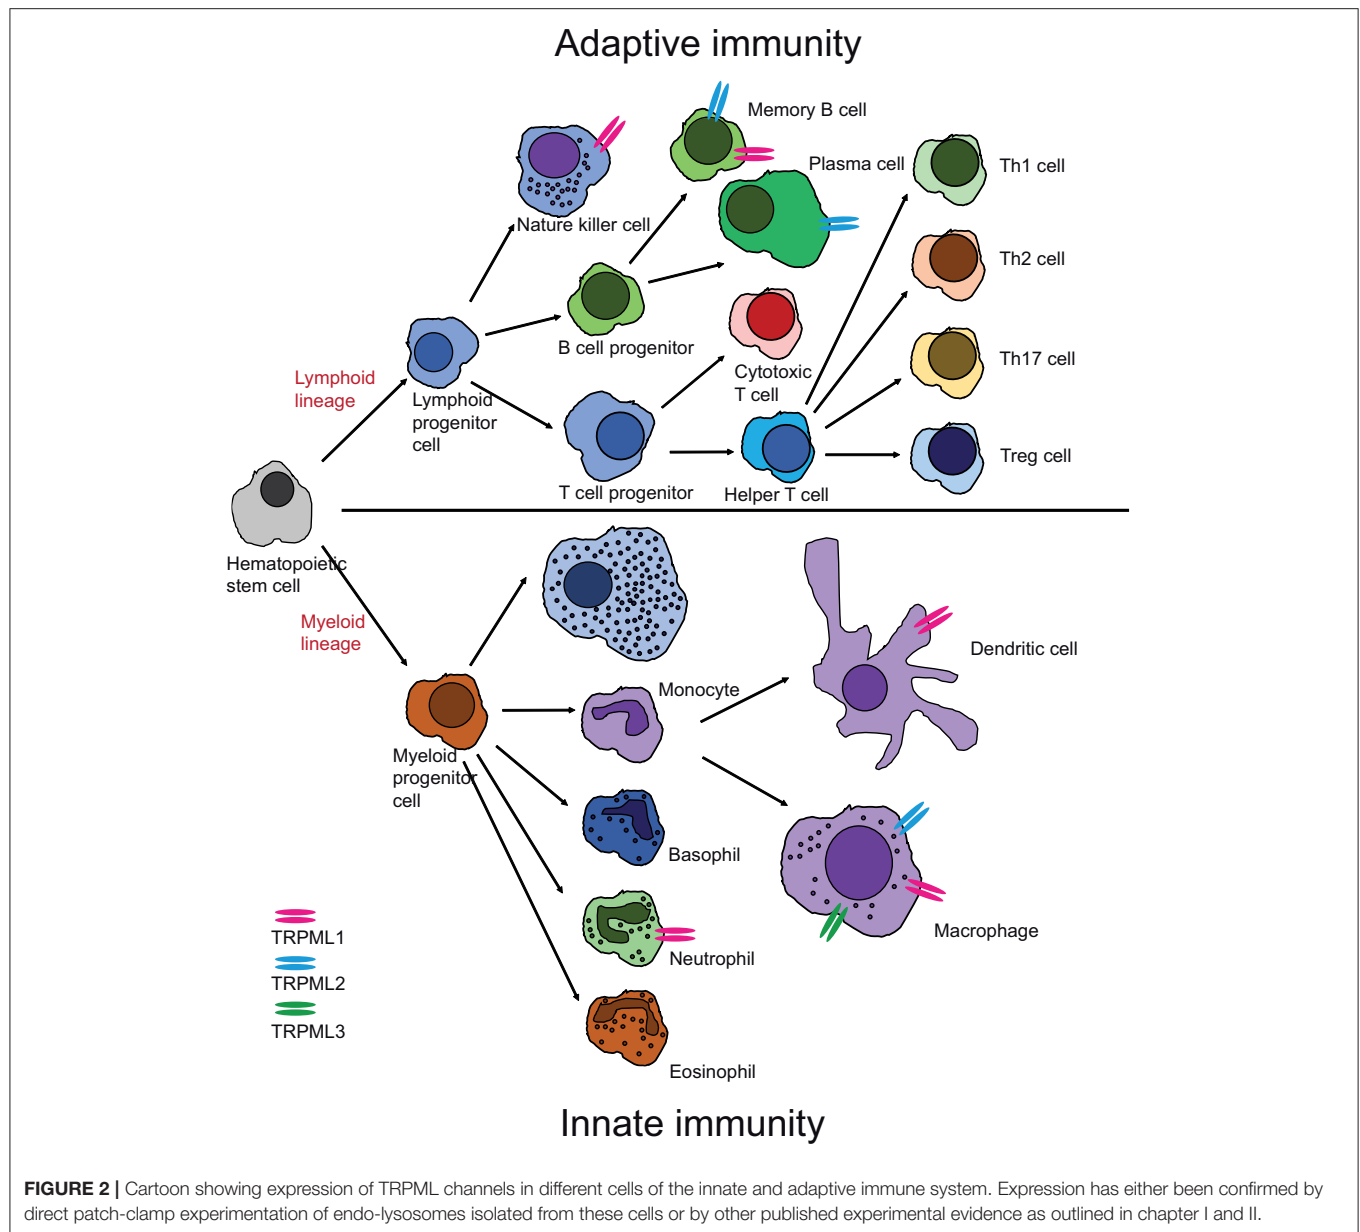 Adaptive immunity
Memory B cell
Plasma cell
Th1 cell
Nature killer cell
Th2 cell
B cell progenitor
Th17 cell
Cytotoxic
T cell
Lymphoid
lineage
Lymphoid
progenitor
cell
Treg cell
T cell progenitor
Helper T cell
Hematopoietic
stem cell
Myeloid
lineage
Dendritic cell
Monocyte
Myeloid
progenitor
cell
Basophil
Macrophage
Neutrophil
TRPML1
TRPML2
TRPML3
Eosinophil
Innate immunity
FIGURE 2 | Cartoon showing expression of TRPML channels in different cells of the innate and adaptive immune system. Expression has either been confirmed by
direct patch-clamp experimentation of endo-lysosomes isolated from these cells or by other published experimental evidence as outlined in chapter I and II.